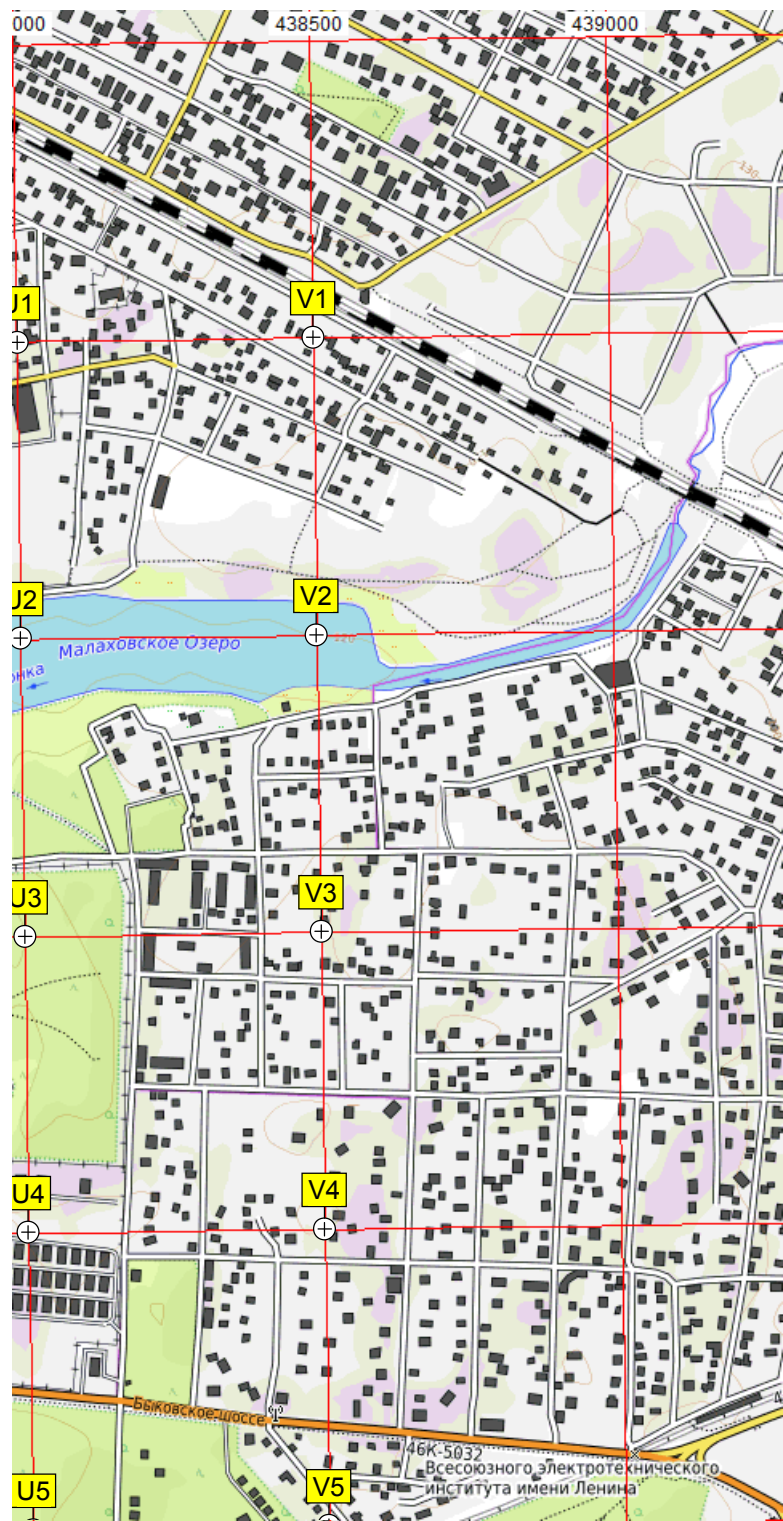 000 438500 439000
130
U1 V1
U2 V2
Малаховское Озеро
120
нка
U3 V3
U4 V4
Быковское шоссе
46К-5032
Всесоюзного электротехнического
института имени Ленина
U5 V5